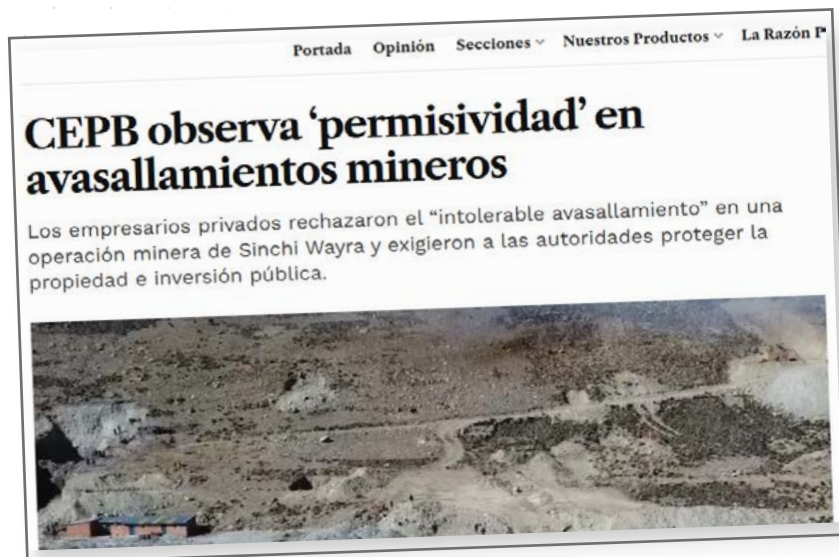 Portada Opinión Secciones Nuestros Productos La Razón
CEPB observa ‘permisividad’ en
avasallamientos mineros
Los empresarios privados rechazaron el “intolerable avasallamiento” en una
operación minera de Sinchi Wayra y exigieron a las autoridades proteger la
propiedad e inversión pública.